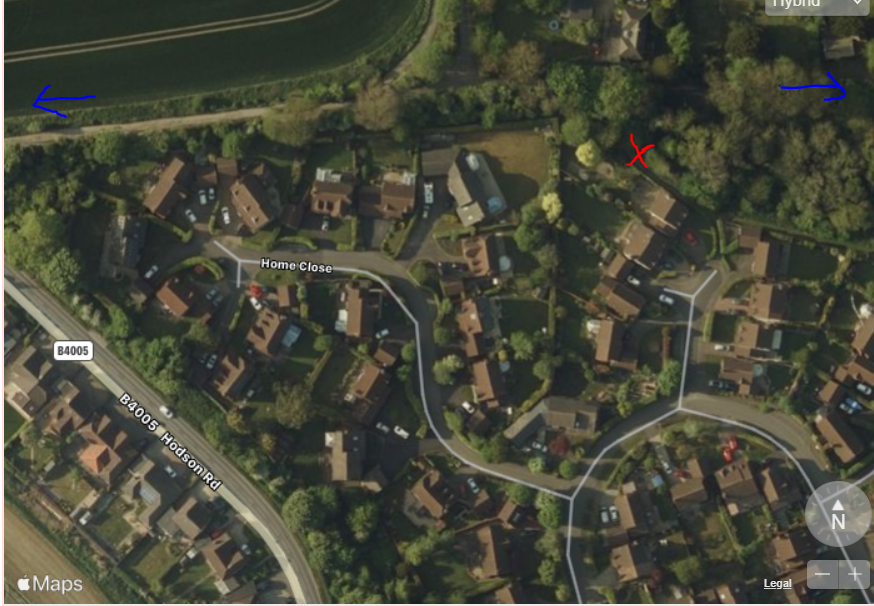 Hybrid
Home Close
B4005
B4005 Hodson Rd
N
Maps
Legal